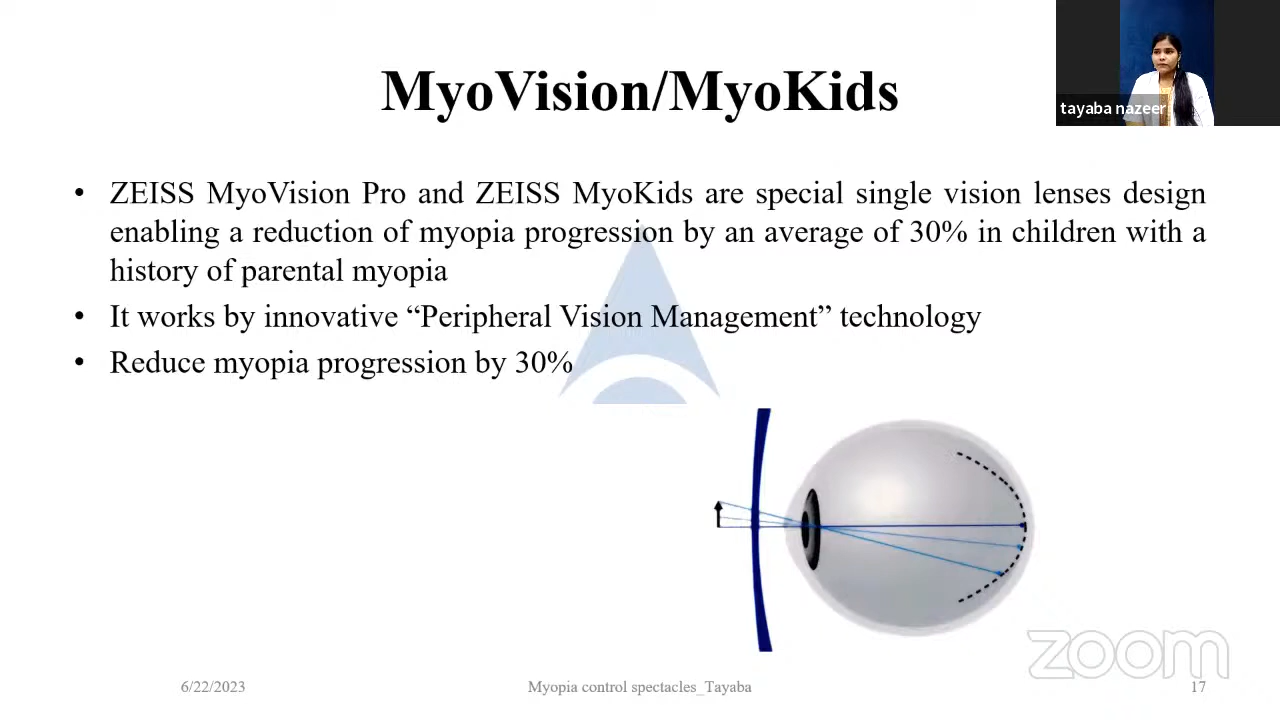 MyoVision/MyoKids
tayaba nazeer
• ZEISS MyoVision Pro and ZEISS MyoKids are special single vision lenses design
enabling a reduction of myopia progression by an average of 30% in children with a
history of parental myopia
• It works by innovative “Peripheral Vision Management” technology
• Reduce myopia progression by 30%
zoom
6/22/2023
Myopia control spectacles_Tayaba
17